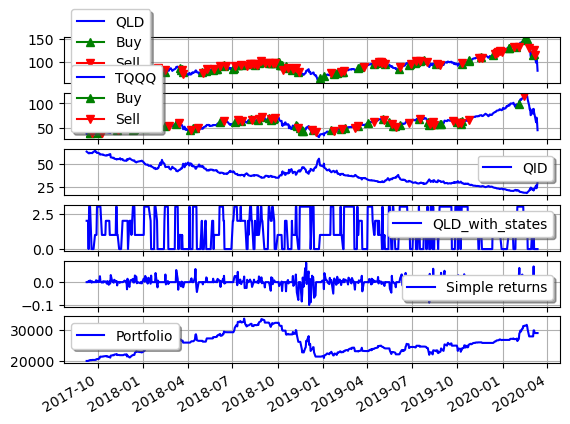 QLD
Buy
Sell
150
100
TQQQ
Buy
Sell
100
50
50
25
QID
2.5
0.0
QLD_with_states
0.0
−0.1
Simple returns
30000
20000
Portfolio
2017-10
2018-01
2018-04
2018-07
2018-10
2019-01
2019-04
2019-07
2019-10
2020-01
2020-04